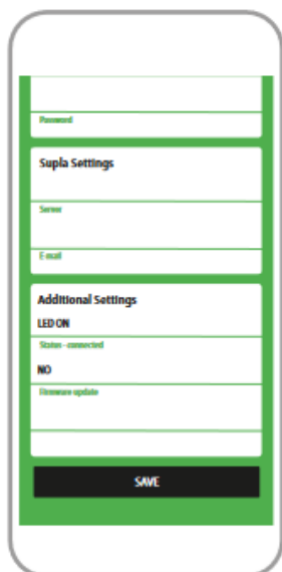 Password
Supla Settings
Server
E-mail
Additional Settings
LED ON
Status - connected
NO
Firmware update
SAVE